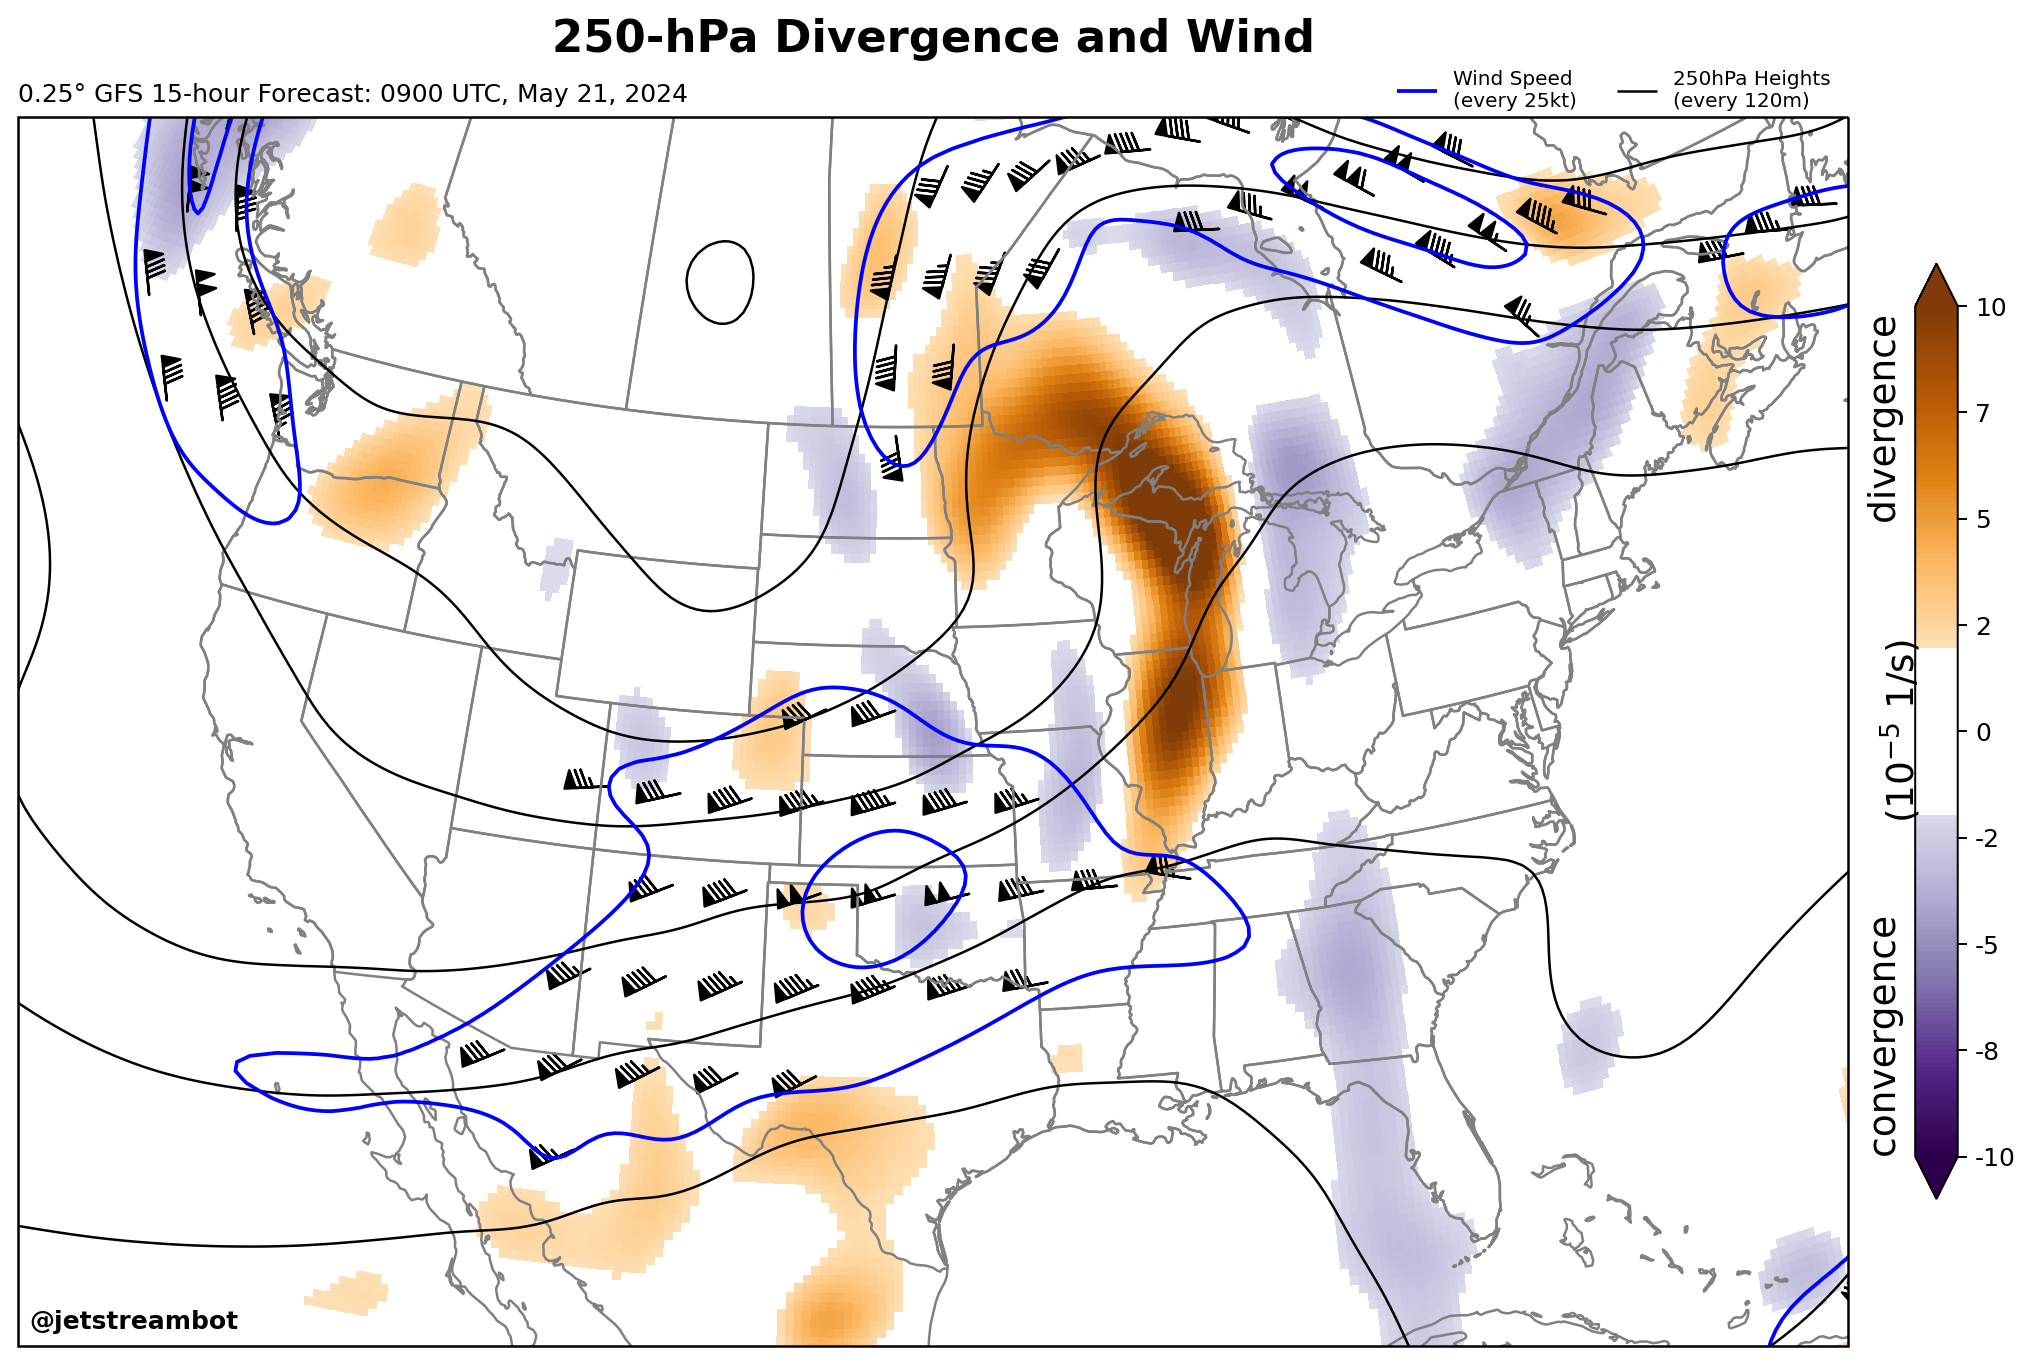 250-hPa Divergence and Wind
0.25° GFS 15-hour Forecast: 0900 UTC, May 21, 2024
Wind Speed
(every 25kt)
250hPa Heights
(every 120m)
divergence
(10⁻⁵ 1/s)
convergence
10
7
5
2
0
-2
-5
-8
-10
@jetstreambot